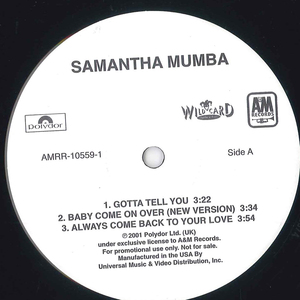 SAMANTHA MUMBA
polydor
WILDCARD
A&M
RECORDS
AMRR-10559-1
Side A
1. GOTTA TELL YOU 3:22
2. BABY COME ON OVER (NEW VERSION) 3:34
3. ALWAYS COME BACK TO YOUR LOVE 3:54
℗©2001 Polydor Ltd. (UK)
under exclusive license to A&M Records.
For promotional use only. Not for sale.
Manufactured in the USA By
Universal Music & Video Distribution, Inc.